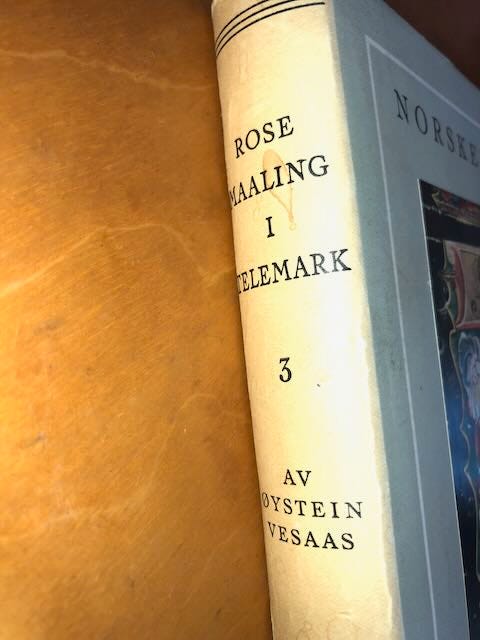 ROSE
MAALING
I
TELEMARK
3
AV
ØYSTEIN
VESAAS
NORSKE